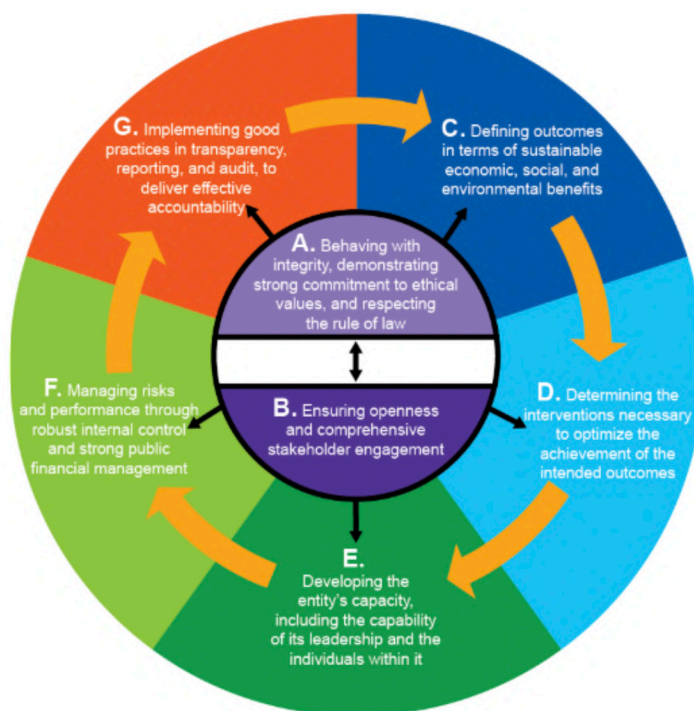 G. Implementing good
practices in transparency,
reporting, and audit, to
deliver effective
accountability
C. Defining outcomes
in terms of sustainable
economic, social, and
environmental benefits
A. Behaving with
integrity, demonstrating
strong commitment to ethical
values, and respecting
the rule of law
B. Ensuring openness
and comprehensive
stakeholder engagement
F. Managing risks
and performance through
robust internal control
and strong public
financial management
D. Determining the
interventions necessary
to optimize the
achievement of the
intended outcomes
E.
Developing the
entity's capacity,
including the capability
of its leadership and the
individuals within it